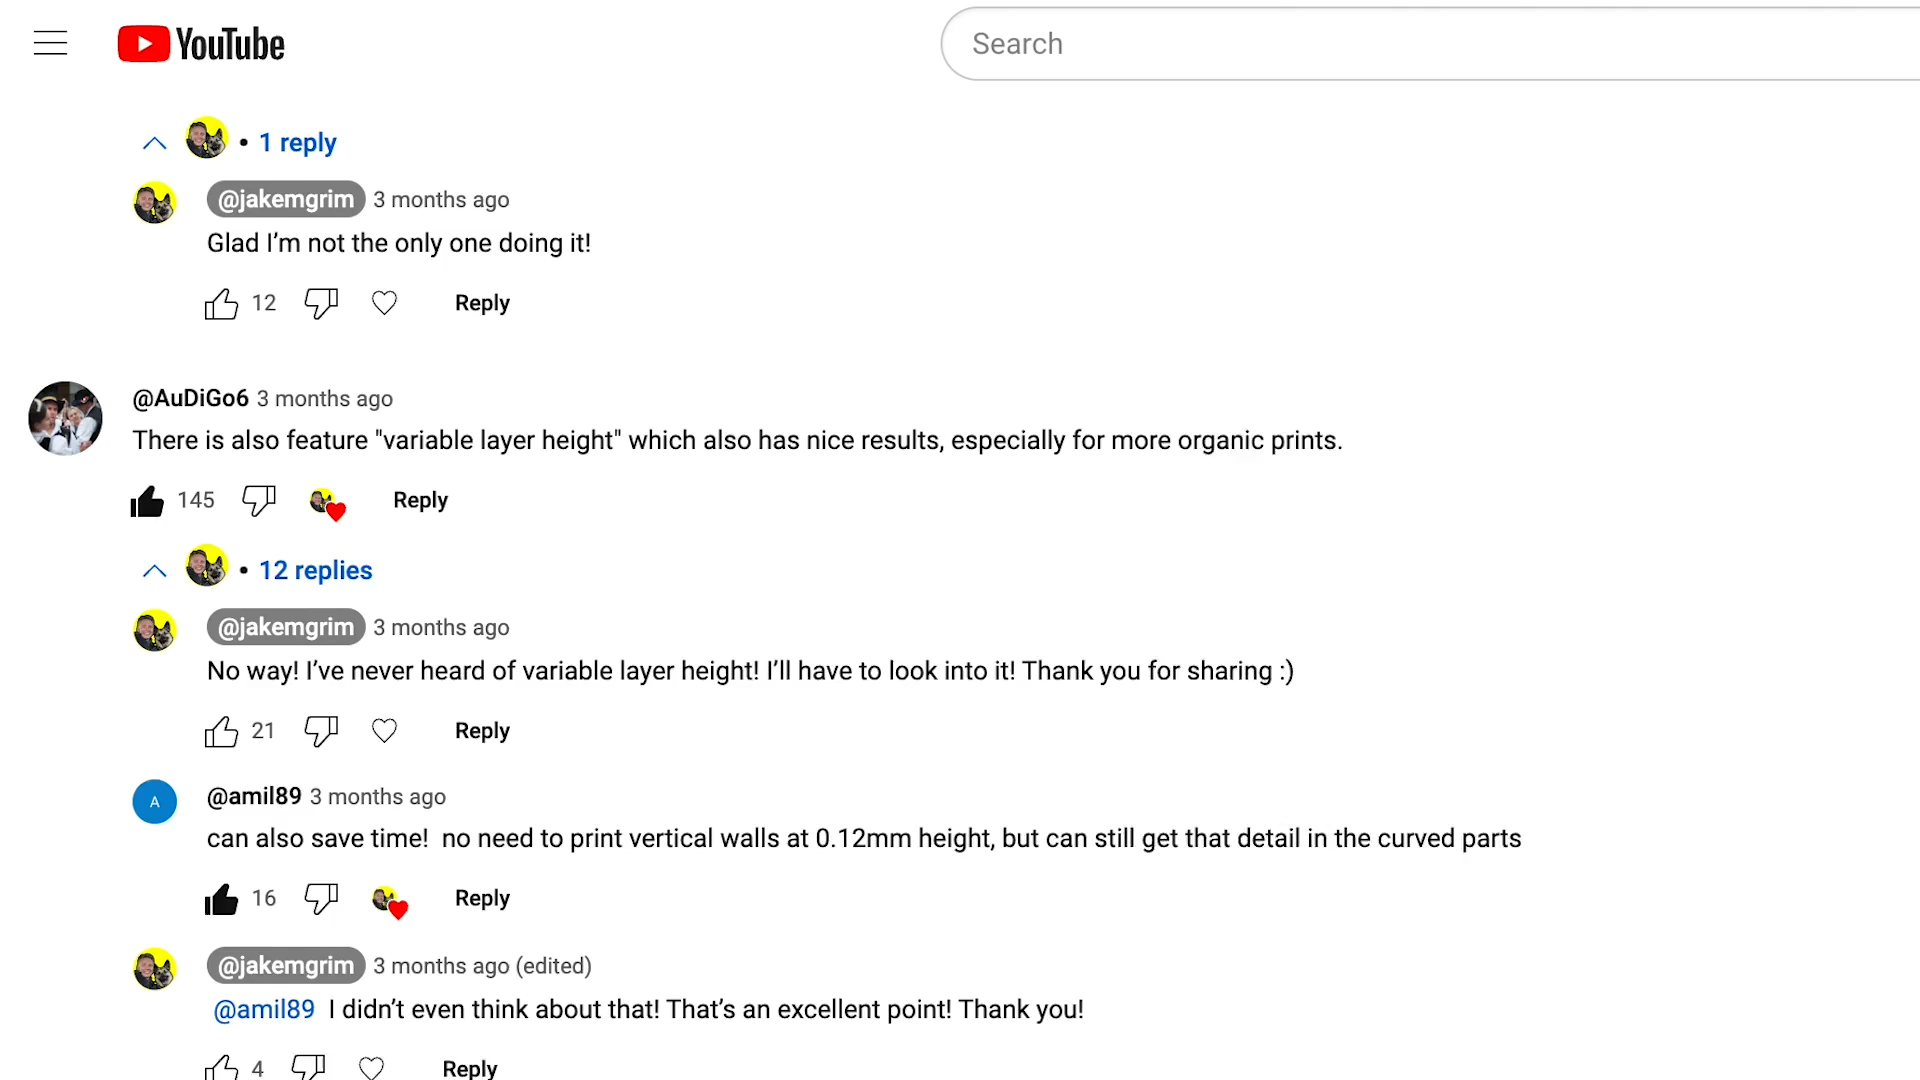 YouTube
Search
• 1 reply
@jakemgrim 3 months ago
Glad I’m not the only one doing it!
12 Reply
@AuDiGo6 3 months ago
There is also feature "variable layer height" which also has nice results, especially for more organic prints.
145 Reply
• 12 replies
@jakemgrim 3 months ago
No way! I’ve never heard of variable layer height! I’ll have to look into it! Thank you for sharing :)
21 Reply
A
@amil89 3 months ago
can also save time!  no need to print vertical walls at 0.12mm height, but can still get that detail in the curved parts
16 Reply
@jakemgrim 3 months ago (edited)
@amil89  I didn’t even think about that! That’s an excellent point! Thank you!
4 Reply